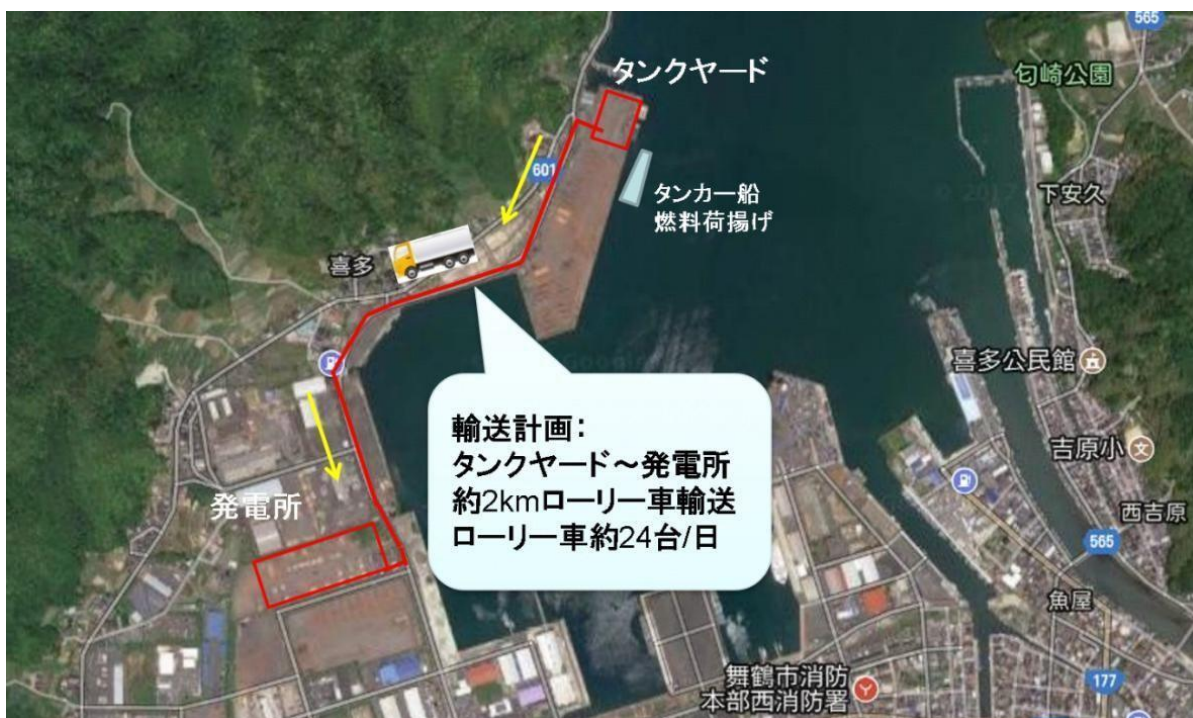 565
匂崎公園
タンクヤード
601
タンカー船
燃料荷揚げ
下安久
喜多
喜多公民館
輸送計画:
タンクヤード～発電所
約2kmローリー車輸送
ローリー車約24台/日
吉原小
文
発電所
西吉原
565
魚屋
舞鶴市消防
本部西消防署
177